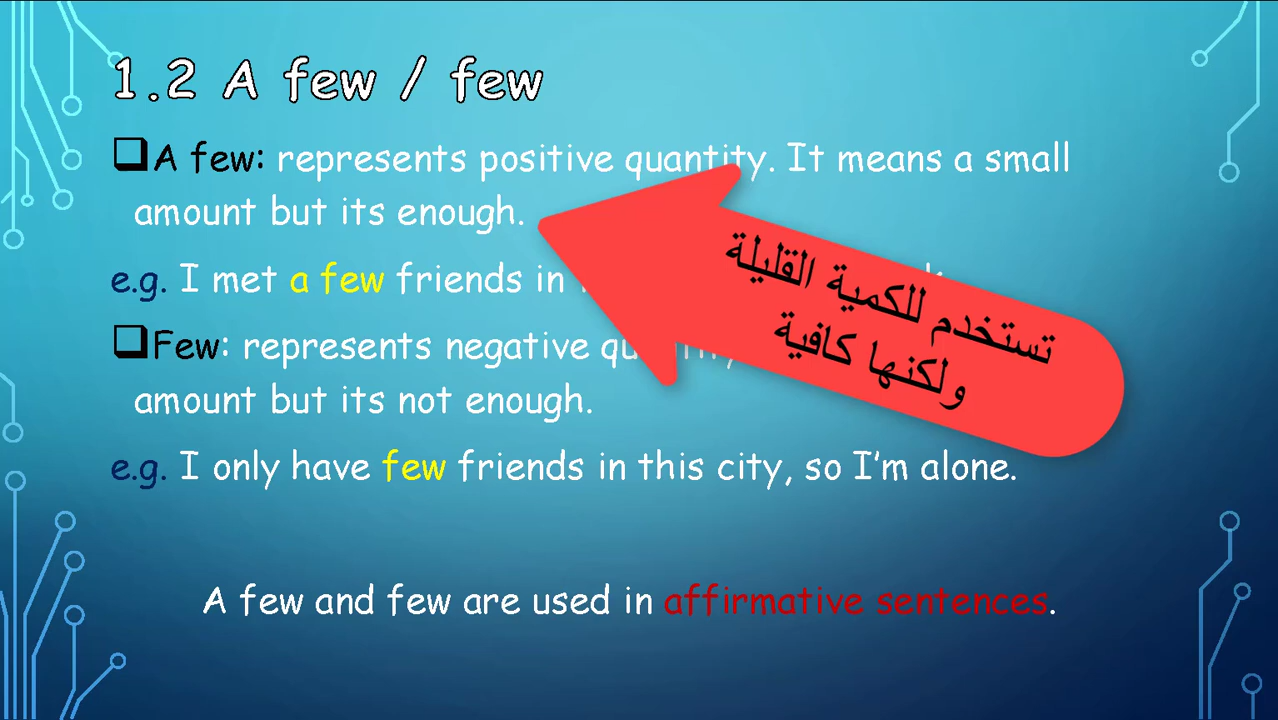 1.2 A few / few
A few: represents positive quantity. It means a small
amount but its enough.
e.g. I met a few friends in
Few: represents negative
amount but its not enough.
e.g. I only have few friends in this city, so I'm alone.
A few and few are used in affirmative sentences.
تستخدم للكمية القليلة
ولكنها كافية